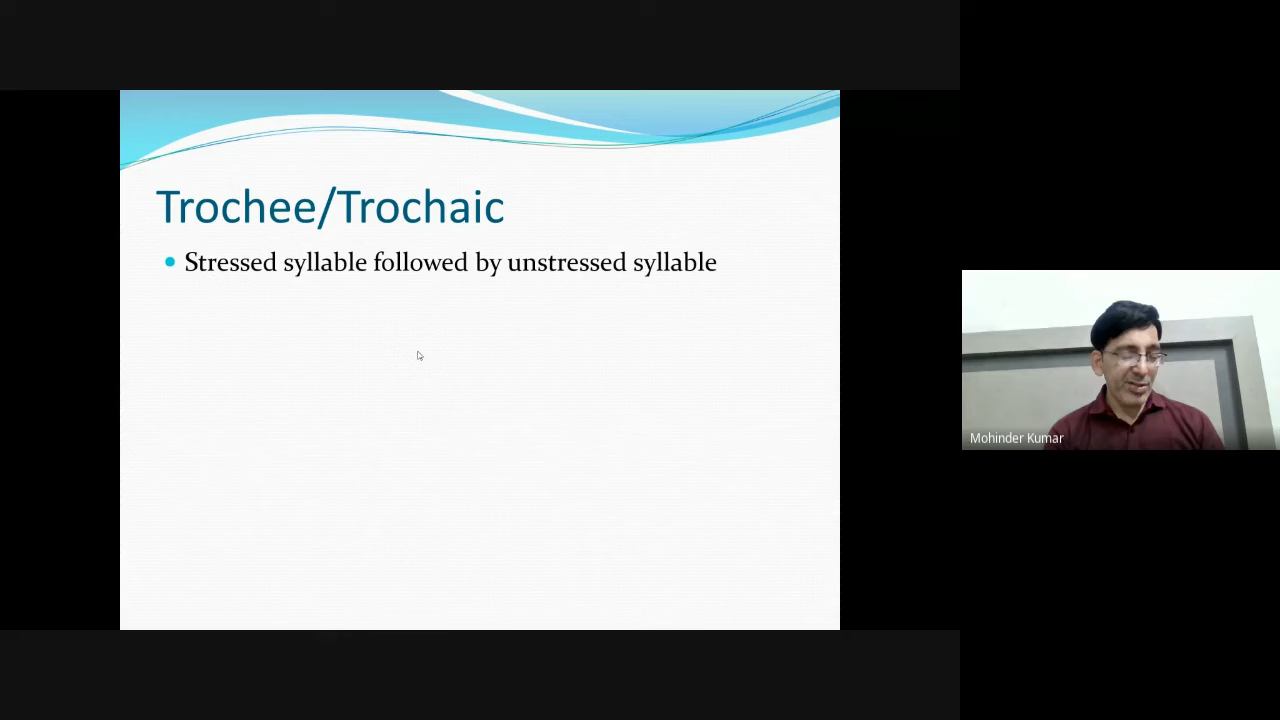 Trochee/Trochaic
Stressed syllable followed by unstressed syllable
Mohinder Kumar